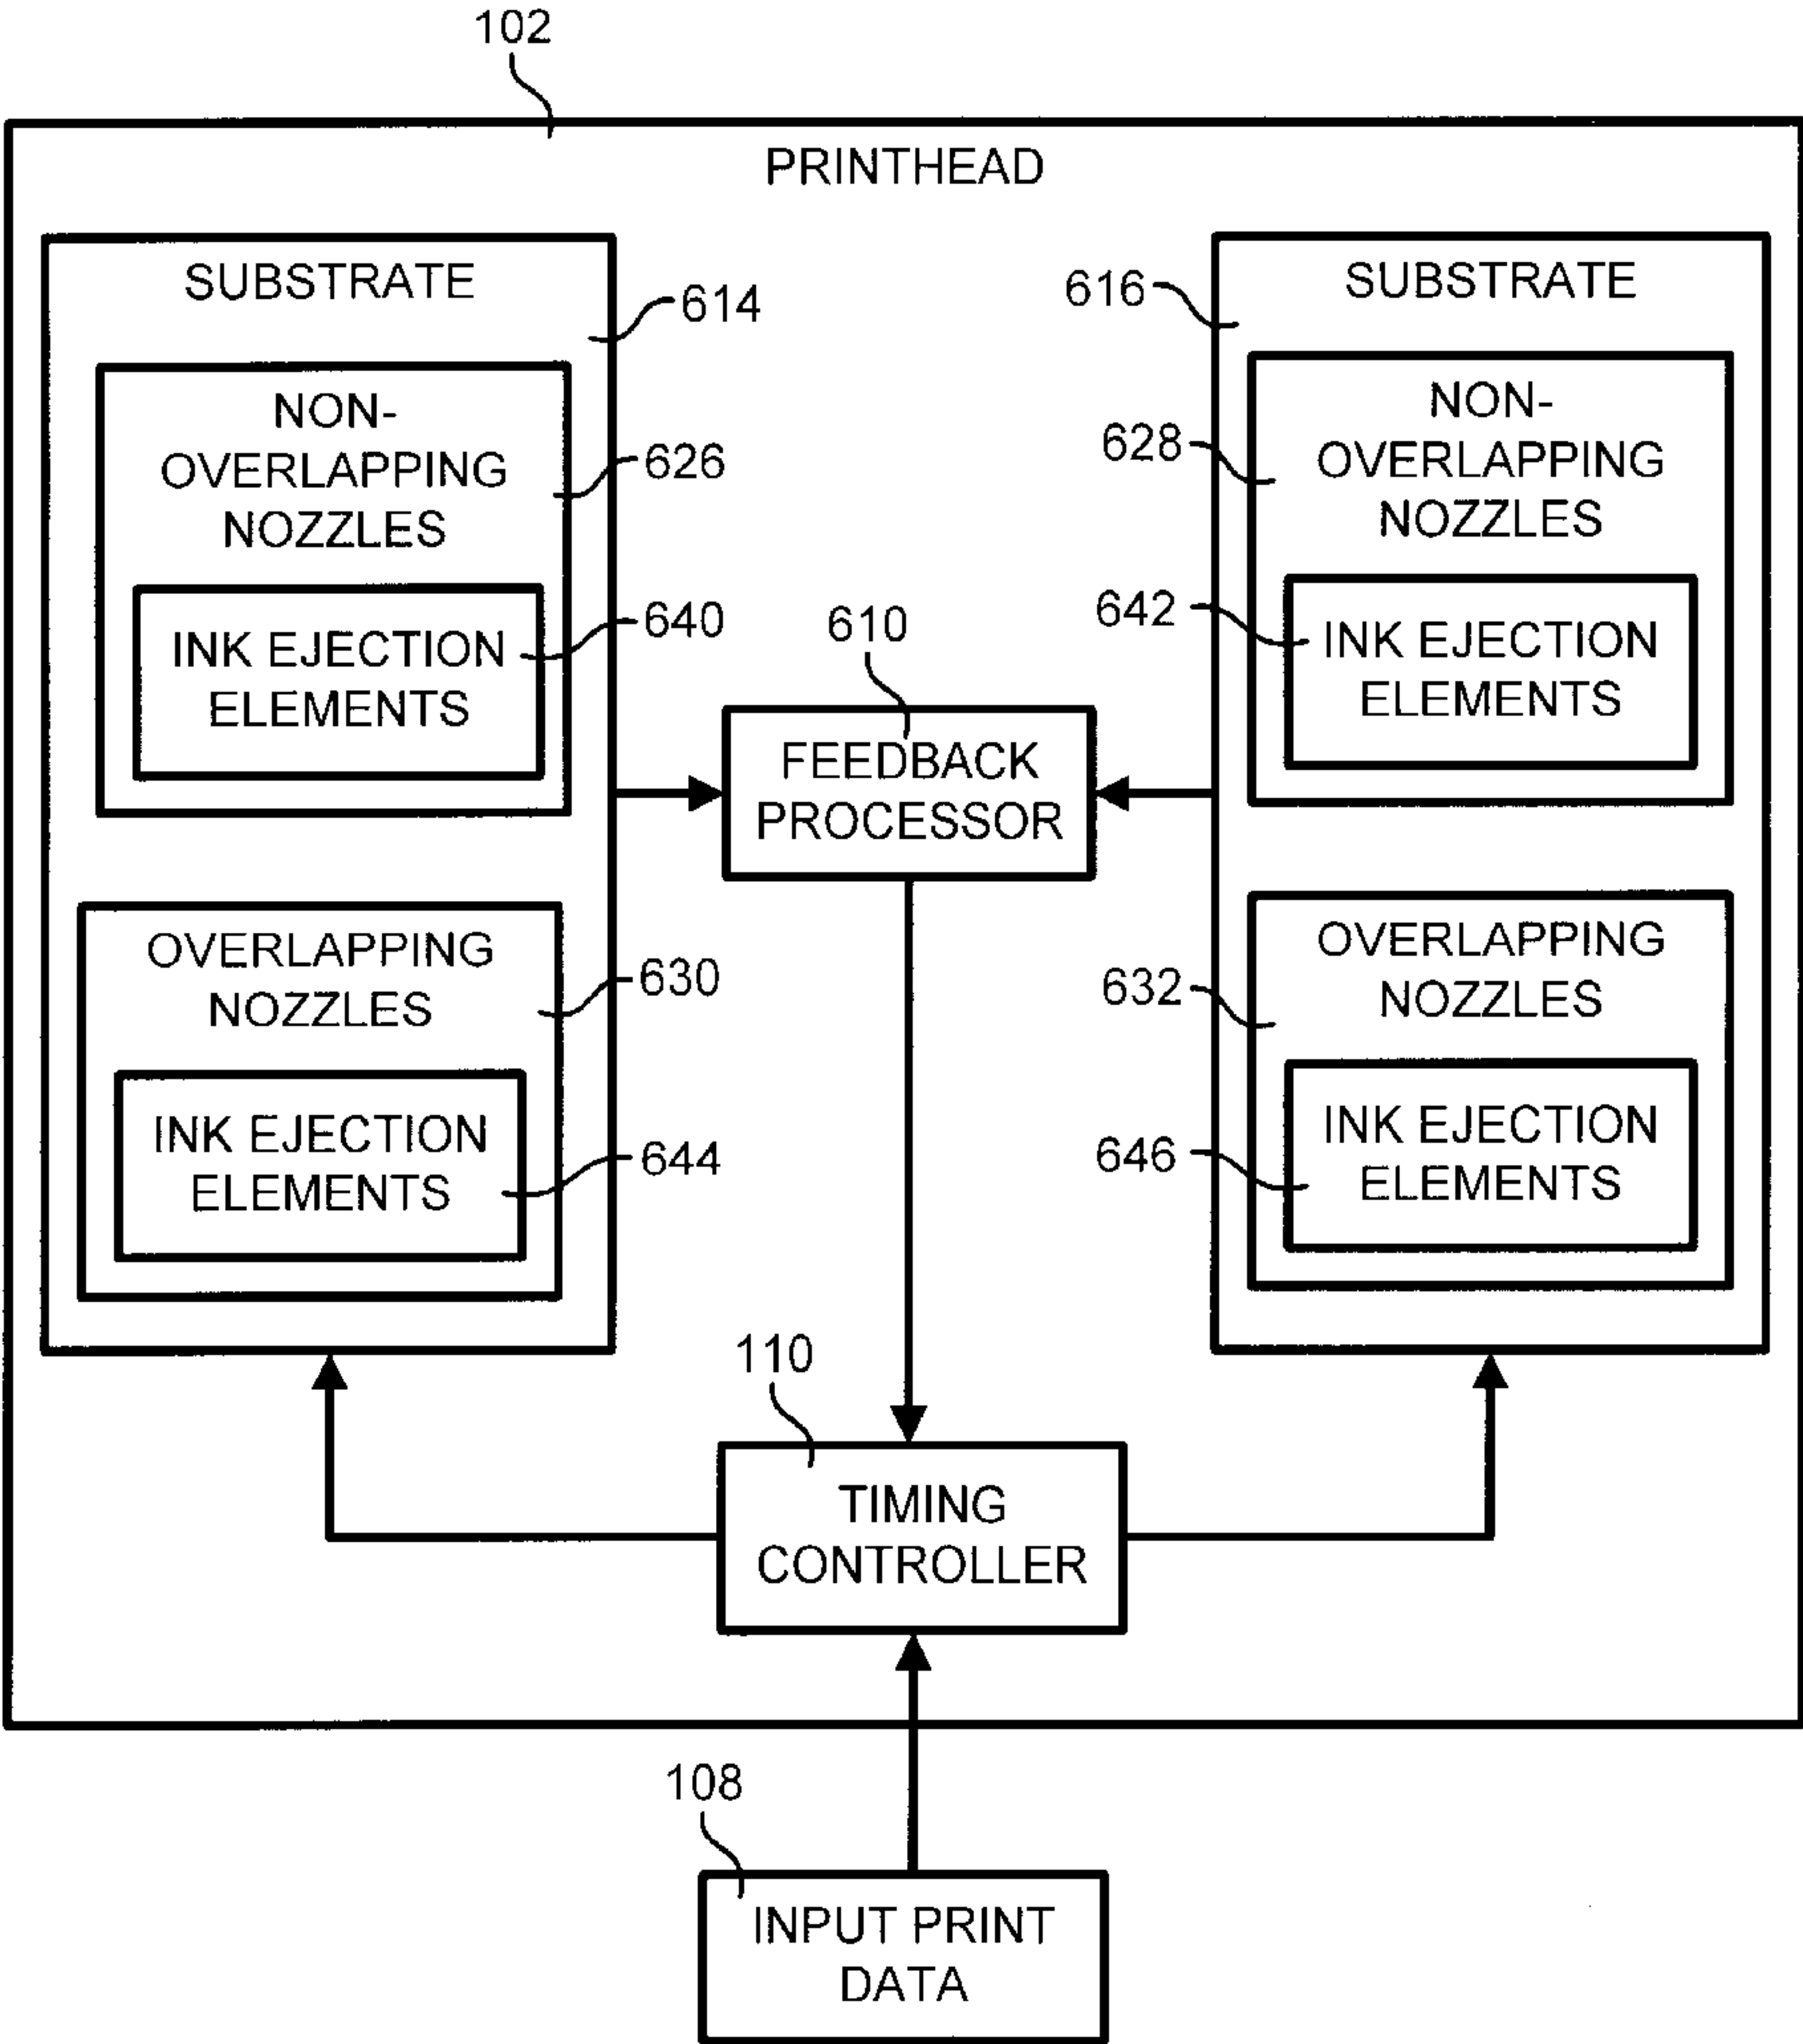 102
PRINTHEAD
SUBSTRATE
614
NON-
OVERLAPPING
NOZZLES
626
INK EJECTION
ELEMENTS
640
OVERLAPPING
NOZZLES
630
INK EJECTION
ELEMENTS
644
610
FEEDBACK
PROCESSOR
SUBSTRATE
616
NON-
OVERLAPPING
NOZZLES
628
INK EJECTION
ELEMENTS
642
OVERLAPPING
NOZZLES
632
INK EJECTION
ELEMENTS
646
110
TIMING
CONTROLLER
108
INPUT PRINT
DATA